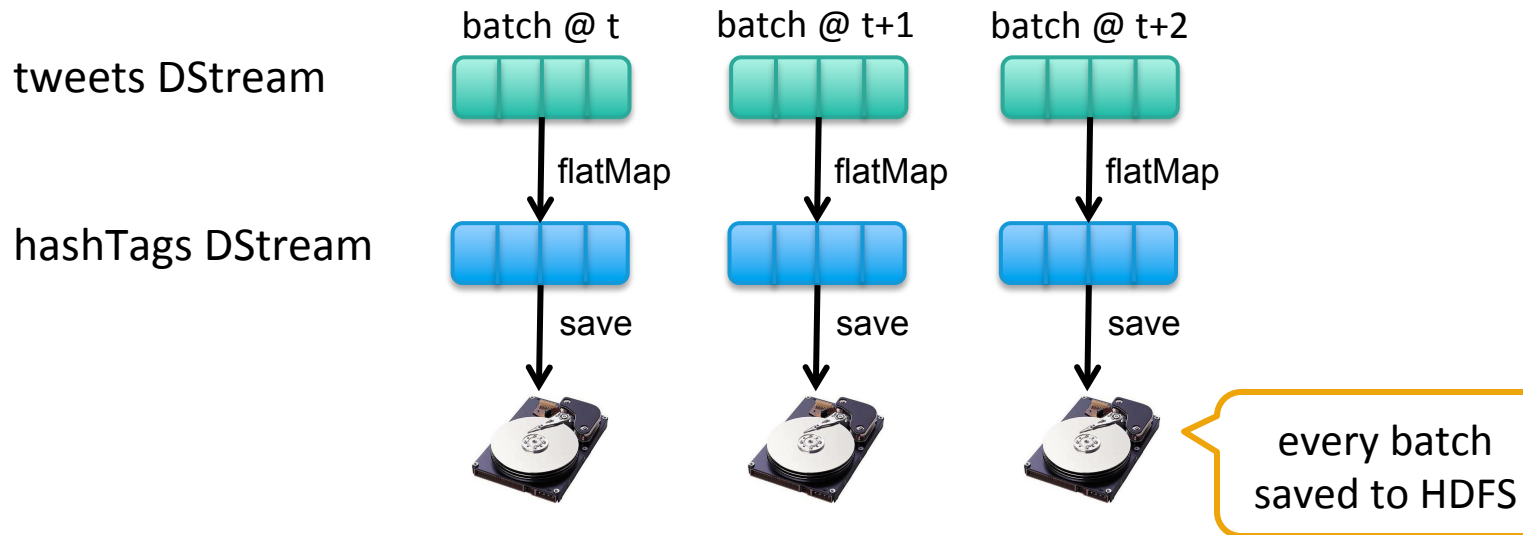 batch @ t
batch @ t+1
batch @ t+2
tweets DStream
flatMap
flatMap
flatMap
hashTags DStream
save
save
save
every batch
saved to HDFS